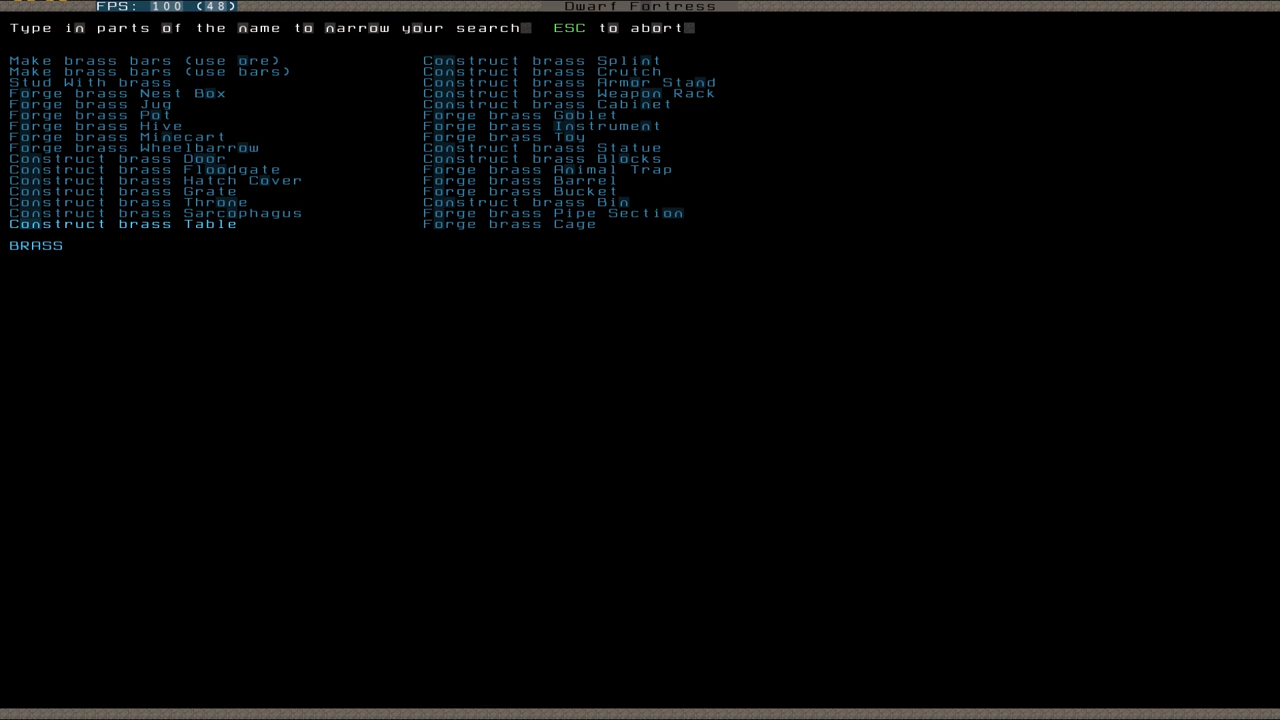 FPS: 100 (48)
Dwarf Fortress
Type in parts of the name to narrow your search ESC to abort
Make brass bars (use ore)
Make brass bars (use bars)
Stud With brass
Forge brass Nest Box
Forge brass Jug
Forge brass Pot
Forge brass Hive
Forge brass Minecart
Forge brass Wheelbarrow
Construct brass Door
Construct brass Floodgate
Construct brass Hatch Cover
Construct brass Grate
Construct brass Throne
Construct brass Sarcophagus
Construct brass Table
Construct brass Splint
Construct brass Crutch
Construct brass Armor Stand
Construct brass Weapon Rack
Construct brass Cabinet
Forge brass Goblet
Forge brass Instrument
Forge brass Toy
Construct brass Statue
Construct brass Blocks
Forge brass Animal Trap
Forge brass Barrel
Forge brass Bucket
Construct brass Bin
Forge brass Pipe Section
Forge brass Cage
BRASS